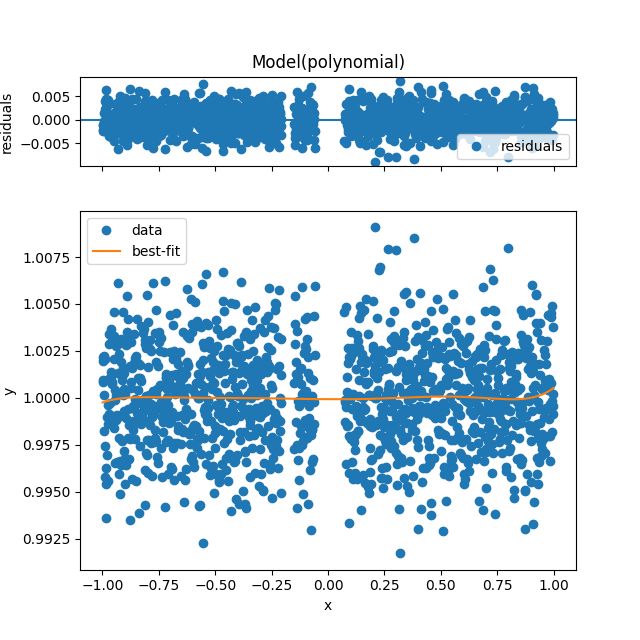 Model(polynomial)
residuals
0.005
0.000
−0.005
residuals
y
1.0075
1.0050
1.0025
1.0000
0.9975
0.9950
0.9925
data
best-fit
−1.00 −0.75 −0.50 −0.25 0.00 0.25 0.50 0.75 1.00
x